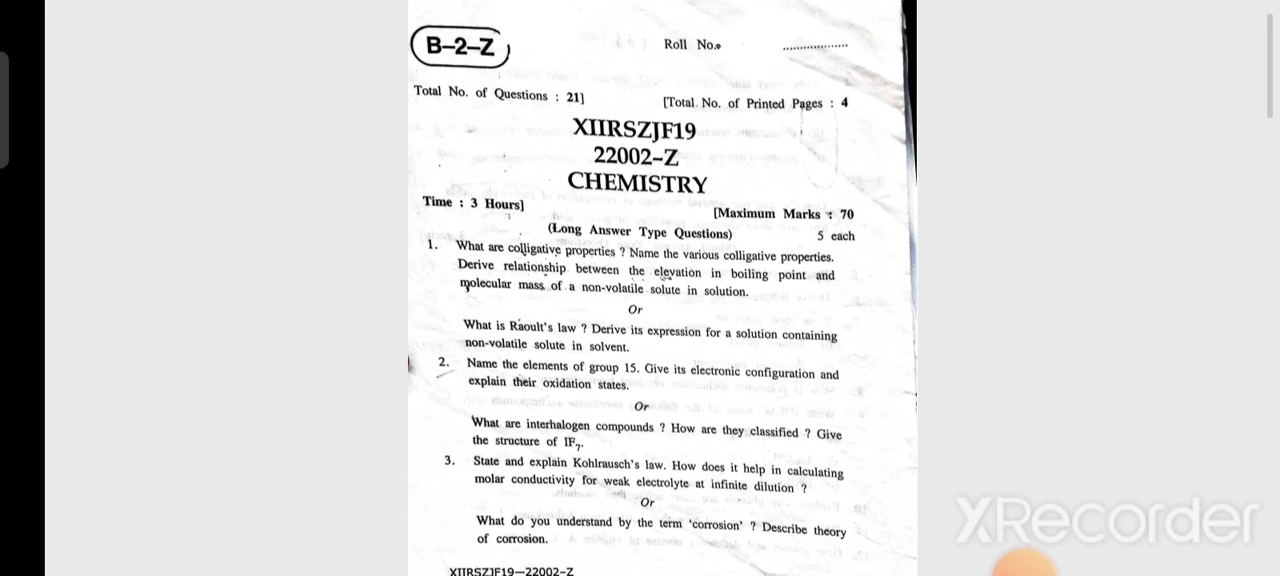 B-2-Z
Roll No. ...................
Total No. of Questions : 21]
[Total No. of Printed Pages : 4
XIIRSZJF19
22002-Z
CHEMISTRY
Time : 3 Hours]
[Maximum Marks : 70
(Long Answer Type Questions) 5 each
1. What are colligative properties ? Name the various colligative properties.
Derive relationship between the elevation in boiling point and
molecular mass of a non-volatile solute in solution.
Or
What is Raoult's law ? Derive its expression for a solution containing
non-volatile solute in solvent.
2. Name the elements of group 15. Give its electronic configuration and
explain their oxidation states.
Or
What are interhalogen compounds ? How are they classified ? Give
the structure of IF₇.
3. State and explain Kohlrausch's law. How does it help in calculating
molar conductivity for weak electrolyte at infinite dilution ?
Or
What do you understand by the term 'corrosion' ? Describe theory
of corrosion.
XIIRSZJF19—22002-Z
XRecorder